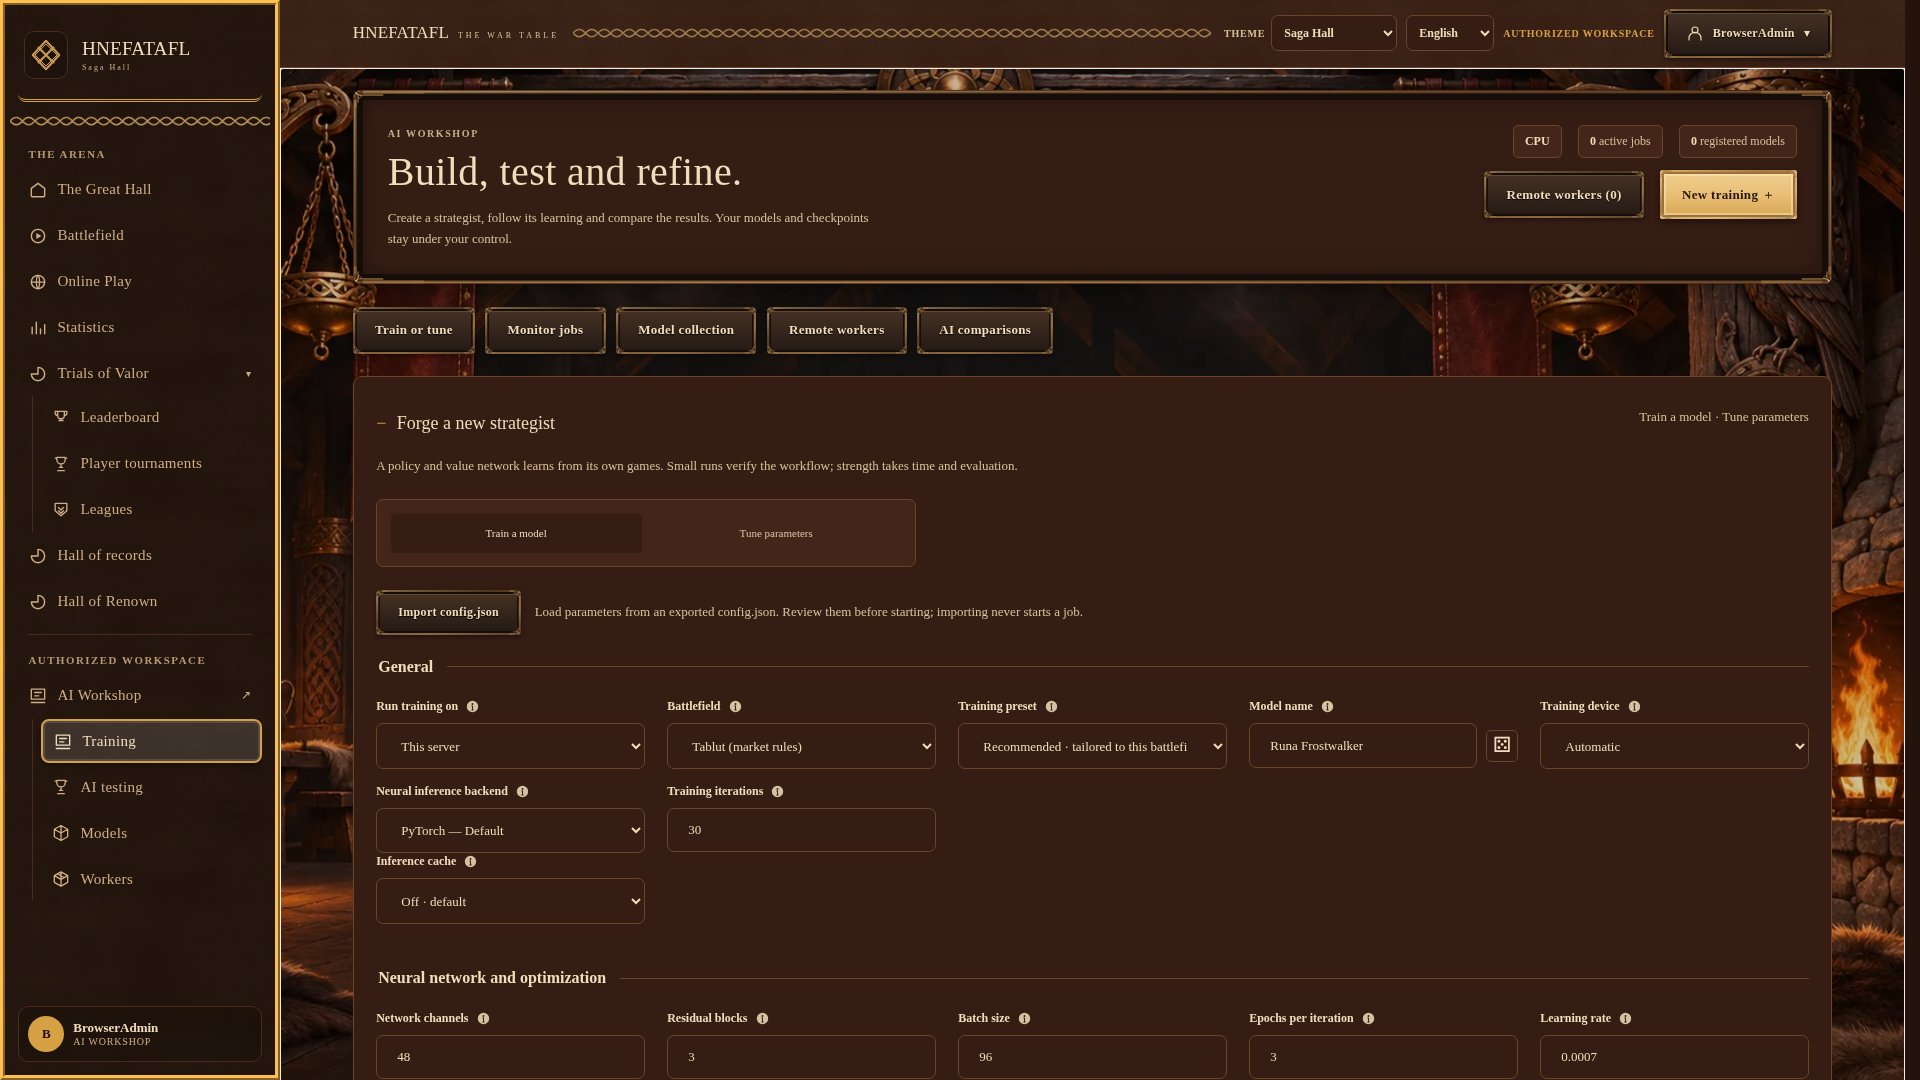 HNEFATAFL
Saga Hall
THE ARENA
The Great Hall
Battlefield
Online Play
Statistics
Trials of Valor
Leaderboard
Player tournaments
Leagues
Hall of records
Hall of Renown
AUTHORIZED WORKSPACE
AI Workshop
Training
AI testing
Models
Workers
B
BrowserAdmin
AI WORKSHOP
HNEFATAFL THE WAR TABLE
THEME Saga Hall English AUTHORIZED WORKSPACE BrowserAdmin
AI WORKSHOP
Build, test and refine.
Create a strategist, follow its learning and compare the results. Your models and checkpoints
stay under your control.
CPU 0 active jobs 0 registered models
Remote workers (0) New training +
Train or tune Monitor jobs Model collection Remote workers AI comparisons
− Forge a new strategist Train a model · Tune parameters
A policy and value network learns from its own games. Small runs verify the workflow; strength takes time and evaluation.
Train a model Tune parameters
Import config.json Load parameters from an exported config.json. Review them before starting; importing never starts a job.
General
Run training on Battlefield Training preset Model name Training device
This server Tablut (market rules) Recommended · tailored to this battlefi Runa Frostwalker Automatic
Neural inference backend Training iterations
PyTorch — Default 30
Inference cache
Off · default
Neural network and optimization
Network channels Residual blocks Batch size Epochs per iteration Learning rate
48 3 96 3 0.0007